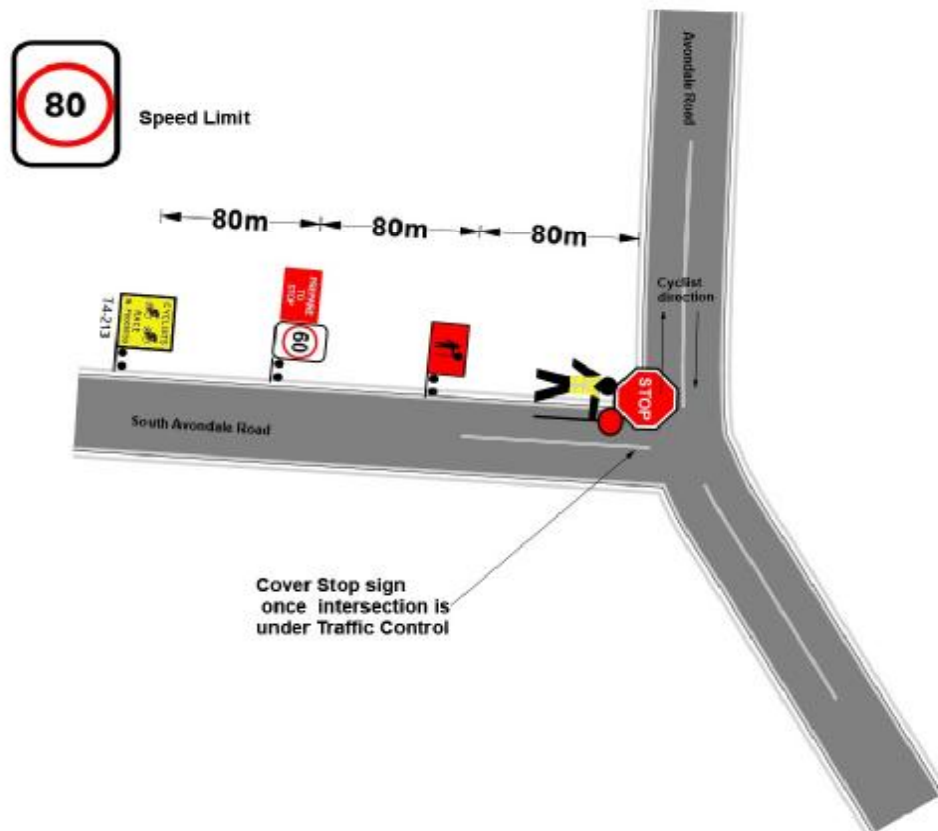 80
Speed Limit
Avondale Road
80m
80m
80m
Cyclist
direction
T4-213
CYCLISTS
RACE
IN PROGRESS
PREPARE
TO
STOP
60
STOP
South Avondale Road
Cover Stop sign
once intersection is
under Traffic Control